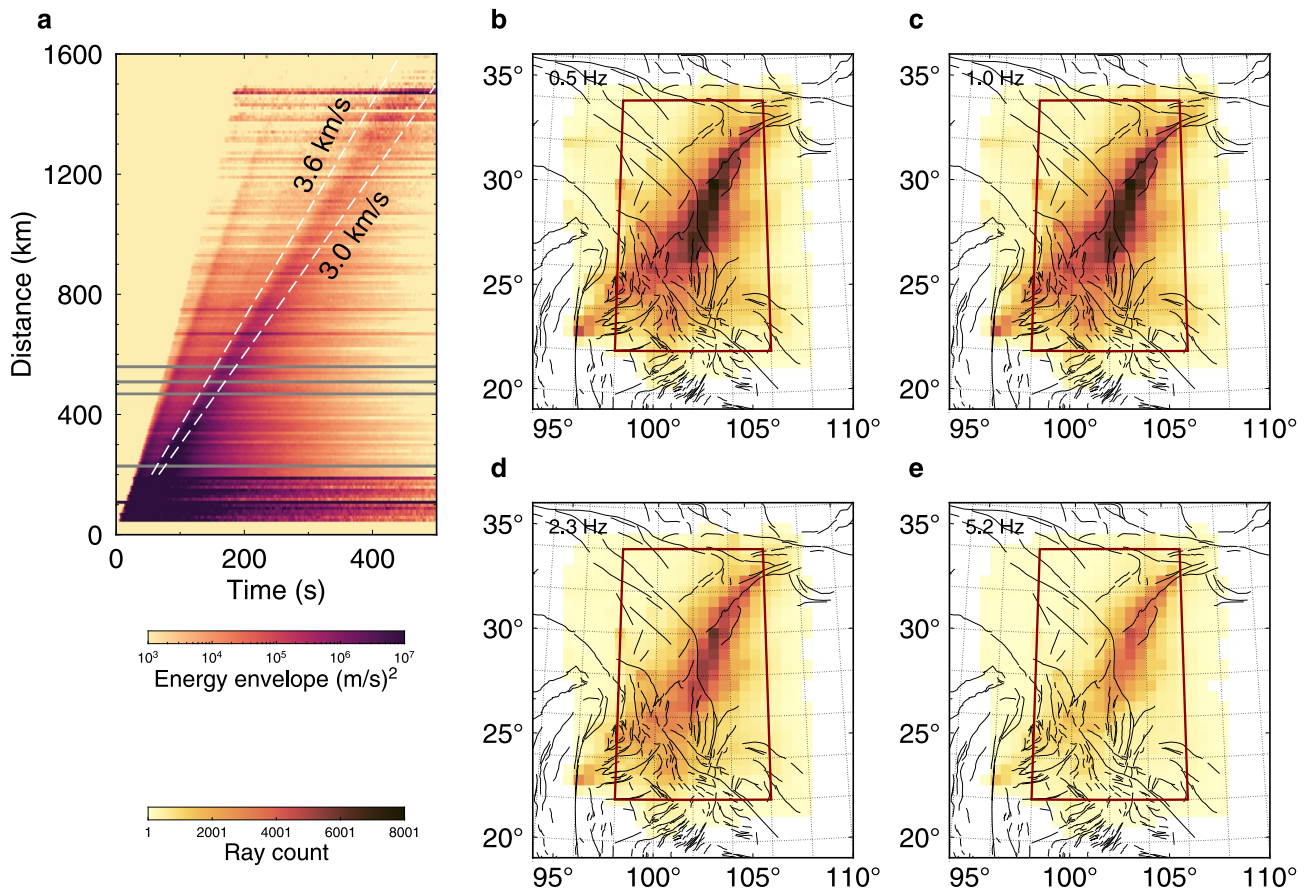 a
1600
1200
800
400
0
Distance (km)
3.6 km/s
3.0 km/s
0 200 400
Time (s)
10³ 10⁴ 10⁵ 10⁶ 10⁷
Energy envelope (m/s)²
1 2001 4001 6001 8001
Ray count
b
0.5 Hz
35°
30°
25°
20°
95° 100° 105° 110°
c
1.0 Hz
35°
30°
25°
20°
95° 100° 105° 110°
d
2.3 Hz
35°
30°
25°
20°
95° 100° 105° 110°
e
5.2 Hz
35°
30°
25°
20°
95° 100° 105° 110°